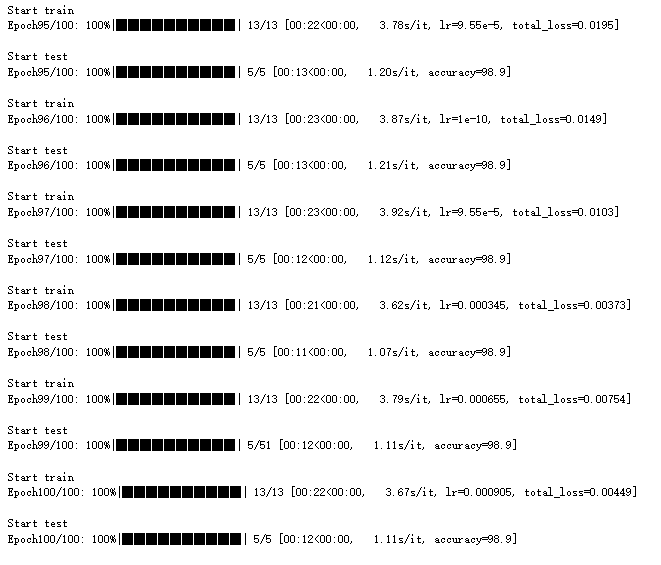 Start train
Epoch95/100: 100%|██████████| 13/13 [00:22<00:00, 3.78s/it, lr=9.55e-5, total_loss=0.0195]
Start test
Epoch95/100: 100%|██████████| 5/5 [00:13<00:00, 1.20s/it, accuracy=98.9]
Start train
Epoch96/100: 100%|██████████| 13/13 [00:23<00:00, 3.87s/it, lr=1e-10, total_loss=0.0149]
Start test
Epoch96/100: 100%|██████████| 5/5 [00:13<00:00, 1.21s/it, accuracy=98.9]
Start train
Epoch97/100: 100%|██████████| 13/13 [00:23<00:00, 3.92s/it, lr=9.55e-5, total_loss=0.0103]
Start test
Epoch97/100: 100%|██████████| 5/5 [00:12<00:00, 1.12s/it, accuracy=98.9]
Start train
Epoch98/100: 100%|██████████| 13/13 [00:21<00:00, 3.62s/it, lr=0.000345, total_loss=0.00373]
Start test
Epoch98/100: 100%|██████████| 5/5 [00:11<00:00, 1.07s/it, accuracy=98.9]
Start train
Epoch99/100: 100%|██████████| 13/13 [00:22<00:00, 3.79s/it, lr=0.000655, total_loss=0.00754]
Start test
Epoch99/100: 100%|██████████| 5/51 [00:12<00:00, 1.11s/it, accuracy=98.9]
Start train
Epoch100/100: 100%|██████████| 13/13 [00:22<00:00, 3.67s/it, lr=0.000905, total_loss=0.00449]
Start test
Epoch100/100: 100%|██████████| 5/5 [00:12<00:00, 1.11s/it, accuracy=98.9]